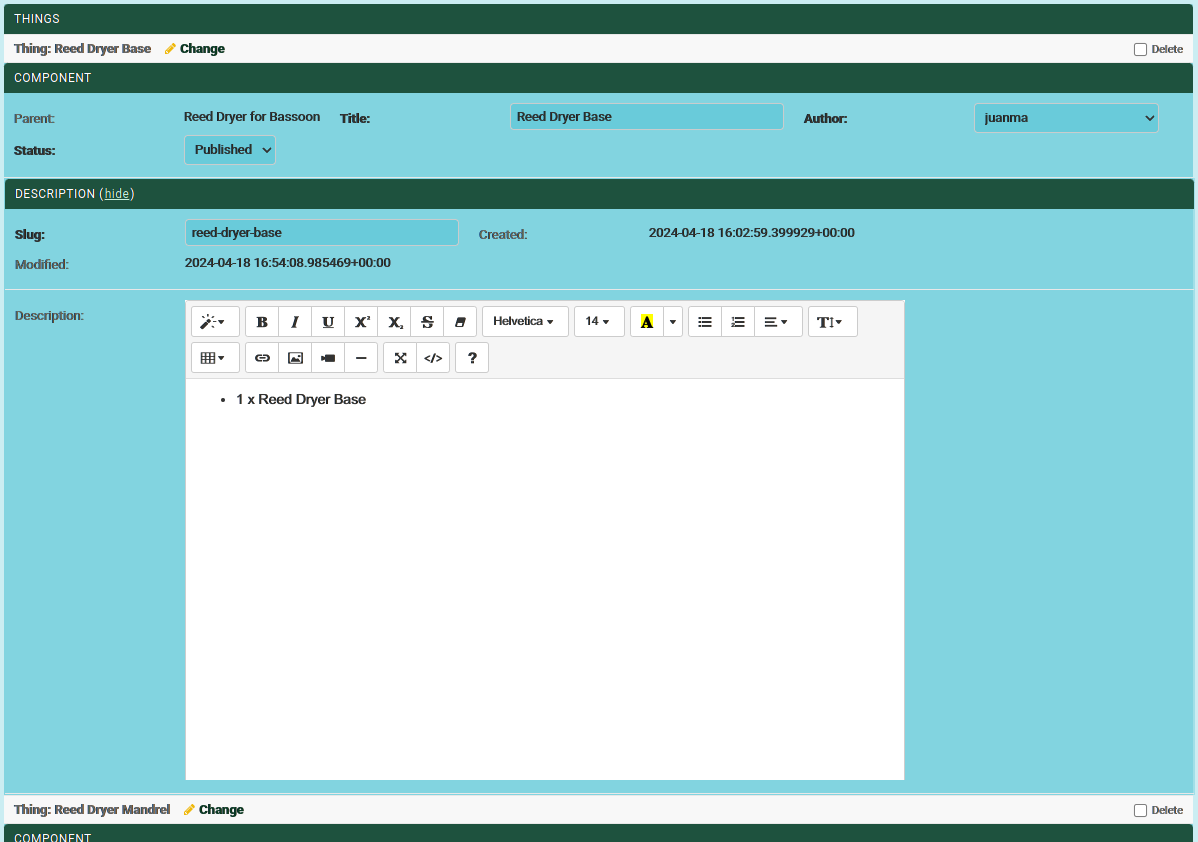 THINGS
Thing: Reed Dryer Base Change Delete
COMPONENT
Parent: Reed Dryer for Bassoon Title: Reed Dryer Base Author: juanma
Status: Published
DESCRIPTION (hide)
Slug: reed-dryer-base Created: 2024-04-18 16:02:59.399929+00:00
Modified: 2024-04-18 16:54:08.985469+00:00
Description:
B I U X² X₂ S Helvetica 14 A T
</> ?
• 1 x Reed Dryer Base
Thing: Reed Dryer Mandrel Change Delete
COMPONENT